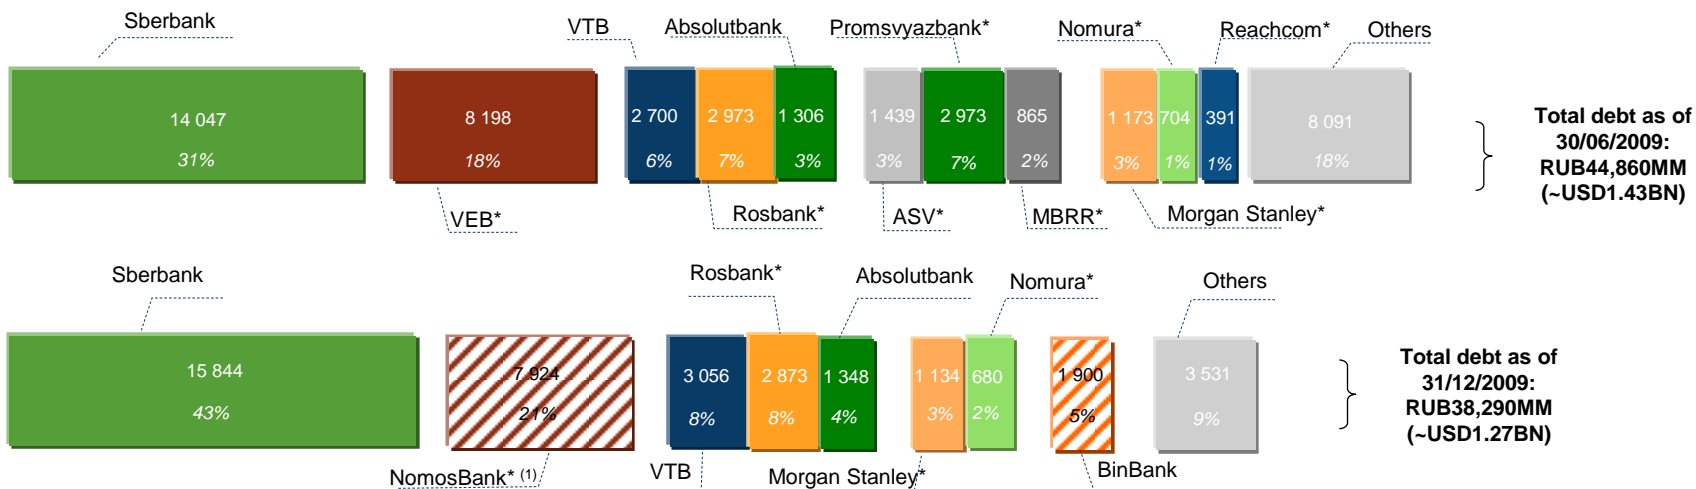 Sberbank
VTB
Absolutbank
Promsvyazbank*
Nomura*
Reachcom*
Others
14 047
8 198
2 700
2 973
1 306
1 439
2 973
865
1 173
704
391
8 091
31%
18%
6%
7%
3%
3%
7%
2%
3%
1%
1%
18%
VEB*
Rosbank*
ASV*
MBRR*
Morgan Stanley*
Total debt as of
30/06/2009:
RUB44,860MM
(~USD1.43BN)
Sberbank
Rosbank*
Absolutbank
Nomura*
Others
15 844
7 924
3 056
2 873
1 348
1 134
680
1 900
3 531
43%
21%
8%
8%
4%
3%
2%
5%
9%
NomosBank* (1)
VTB
Morgan Stanley*
BinBank
Total debt as of
31/12/2009:
RUB38,290MM
(~USD1.27BN)